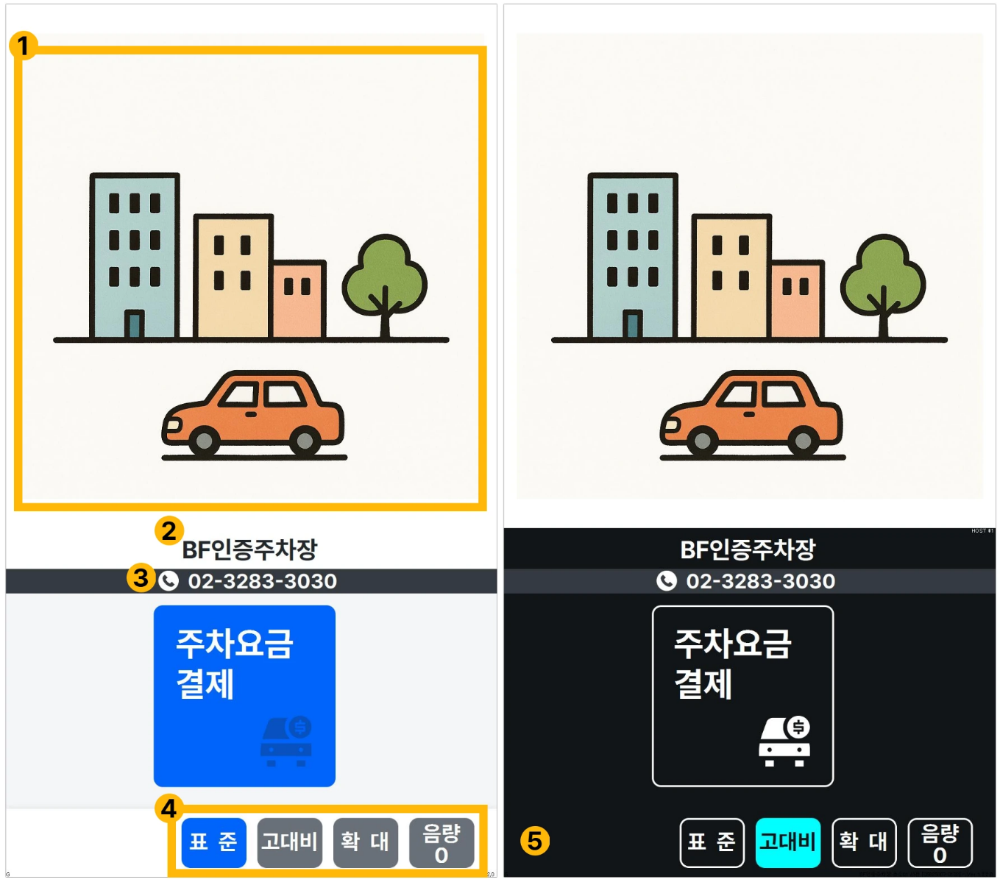 1
2
BF인증주차장
3
02-3283-3030
주차요금
결제
4
표 준
고대비
확 대
음량
0
HOST #1
BF인증주차장
02-3283-3030
주차요금
결제
5
표 준
고대비
확 대
음량
0